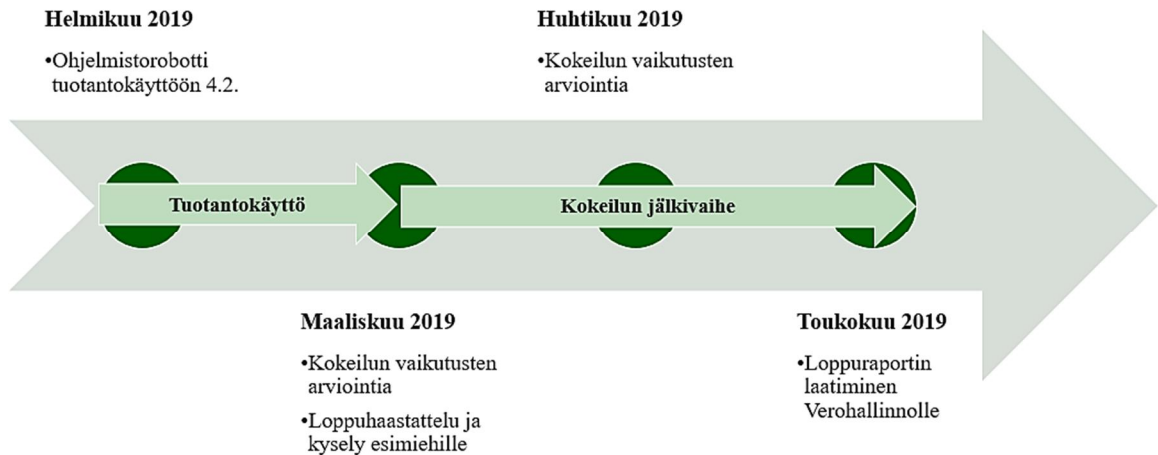 Helmikuu 2019
•Ohjelmistorobotti
tuotantokäyttöön 4.2.
Huhtikuu 2019
•Kokeilun vaikutusten
arviointia
Tuotantokäyttö
Kokeilun jälkivaihe
Maaliskuu 2019
•Kokeilun vaikutusten
arviointia
•Loppuhaastattelu ja
kysely esimiehille
Toukokuu 2019
•Loppuraportin
laatiminen
Verohallinnolle